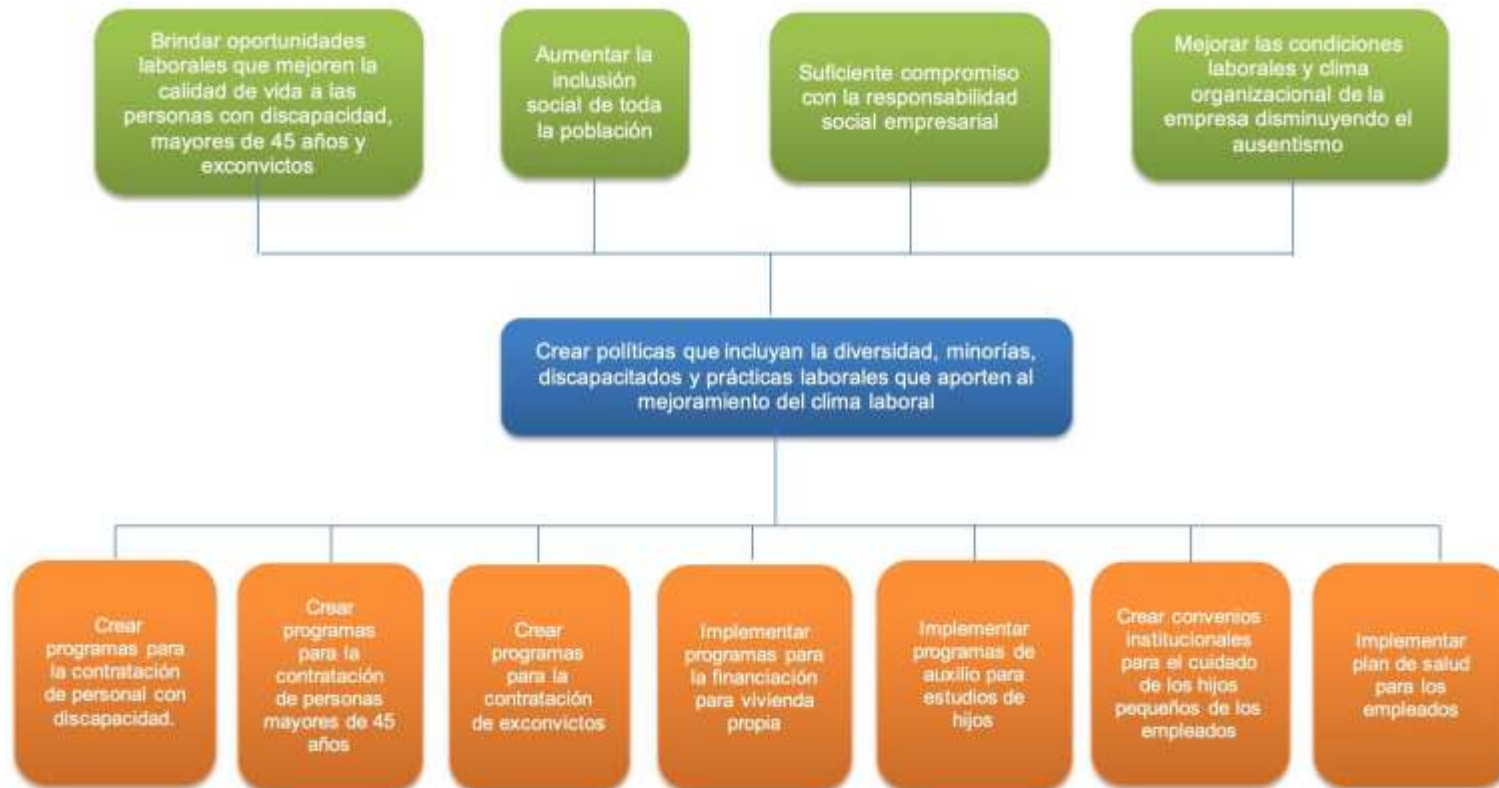 Brindar oportunidades
laborales que mejoren la
calidad de vida a las
personas con discapacidad,
mayores de 45 años y
exconvictos
Aumentar la
inclusión
social de toda
la población
Suficiente compromiso
con la responsabilidad
social empresarial
Mejorar las condiciones
laborales y clima
organizacional de la
empresa disminuyendo el
ausentismo
Crear políticas que incluyan la diversidad, minorías,
discapacitados y prácticas laborales que aporten al
mejoramiento del clima laboral
Crear
programas para
la contratación
de personal con
discapacidad.
Crear
programas
para la
contratación
de personas
mayores de 45
años
Crear
programas
para la
contratación
de exconvictos
Implementar
programas para
la financiación
para vivienda
propia
Implementar
programas de
auxilio para
estudios de
hijos
Crear convenios
institucionales
para el cuidado
de los hijos
pequeños de los
empleados
Implementar
plan de salud
para los
empleados